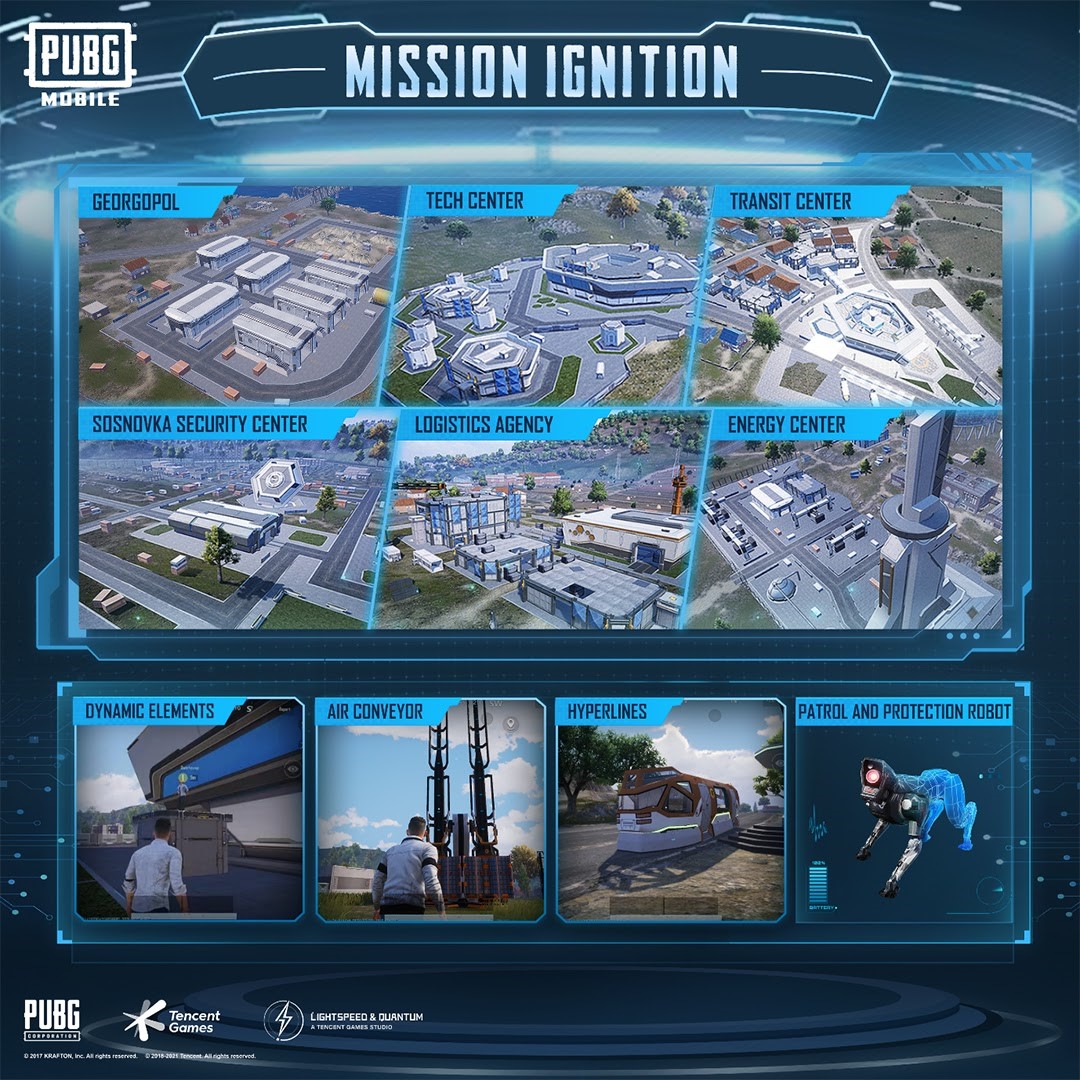 PUBG
MOBILE
MISSION IGNITION
GEORGOPOL
TECH CENTER
TRANSIT CENTER
SOSNOVKA SECURITY CENTER
LOGISTICS AGENCY
ENERGY CENTER
DYNAMIC ELEMENTS
AIR CONVEYOR
HYPERLINES
PATROL AND PROTECTION ROBOT
100%
BATTERY
PUBG
CORPORATION
Tencent
Games
LIGHTSPEED & QUANTUM
A TENCENT GAMES STUDIO
© 2017 KRAFTON, Inc. All rights reserved. © 2018-2021 Tencent. All rights reserved.